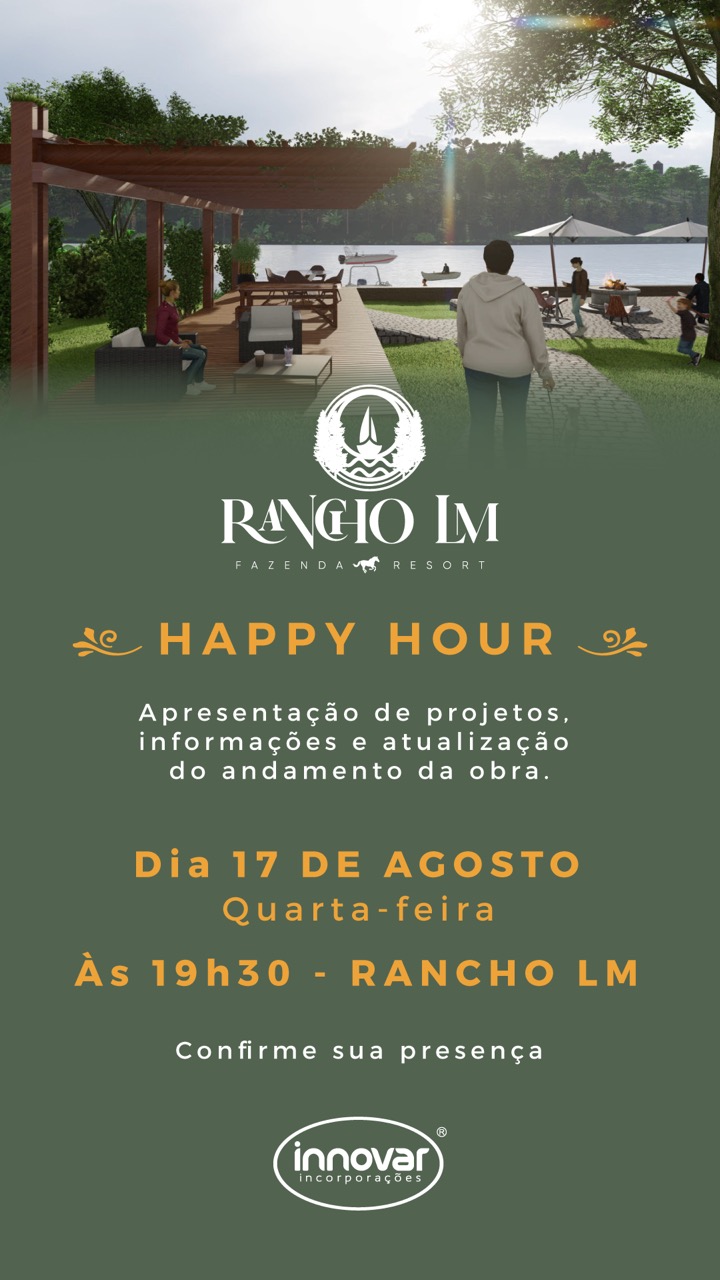 RANCHO LM
FAZENDA RESORT
HAPPY HOUR
Apresentação de projetos,
informações e atualização
do andamento da obra.
Dia 17 DE AGOSTO
Quarta-feira
Às 19h30 - RANCHO LM
Confirme sua presença
innovar®
incorporações